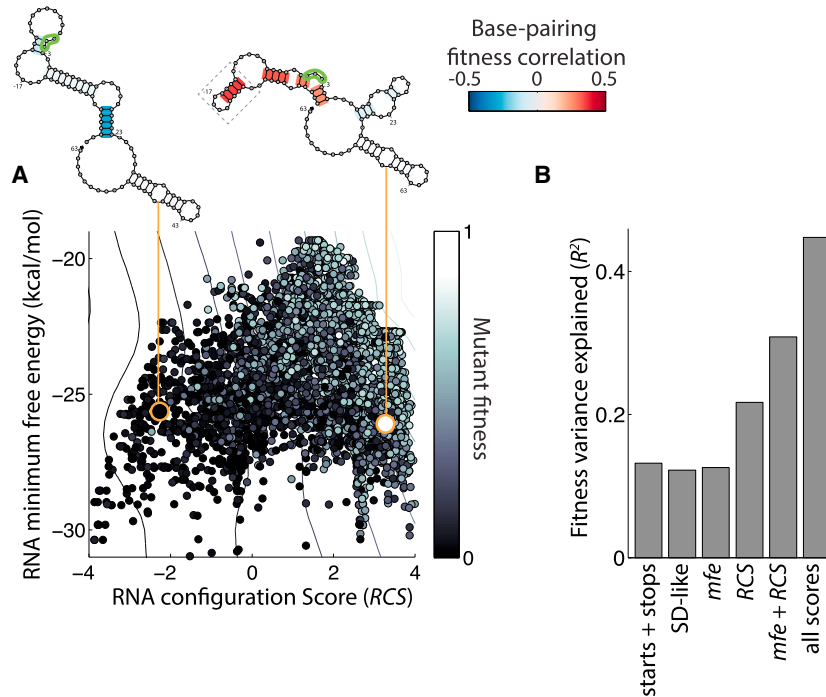 Base-pairing
fitness correlation
−0.5 0 0.5
-17
3
23
63
43
-17
3
63
23
63
A
B
RNA minimum free energy (kcal/mol)
−20
−25
−30
−4 −2 0 2 4
RNA configuration Score (RCS)
1
Mutant fitness
0
Fitness variance explained (R²)
0.4
0.2
0
starts + stops
SD-like
mfe
RCS
mfe + RCS
all scores